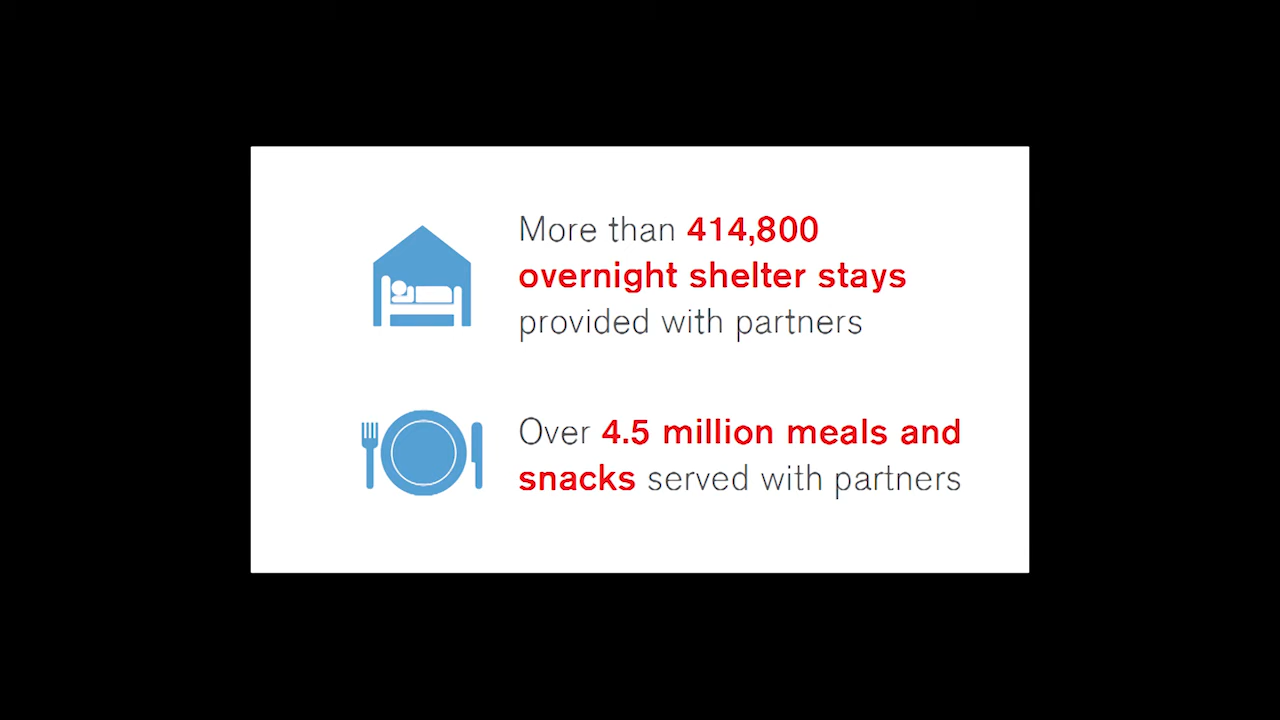 More than 414,800
overnight shelter stays
provided with partners
Over 4.5 million meals and
snacks served with partners